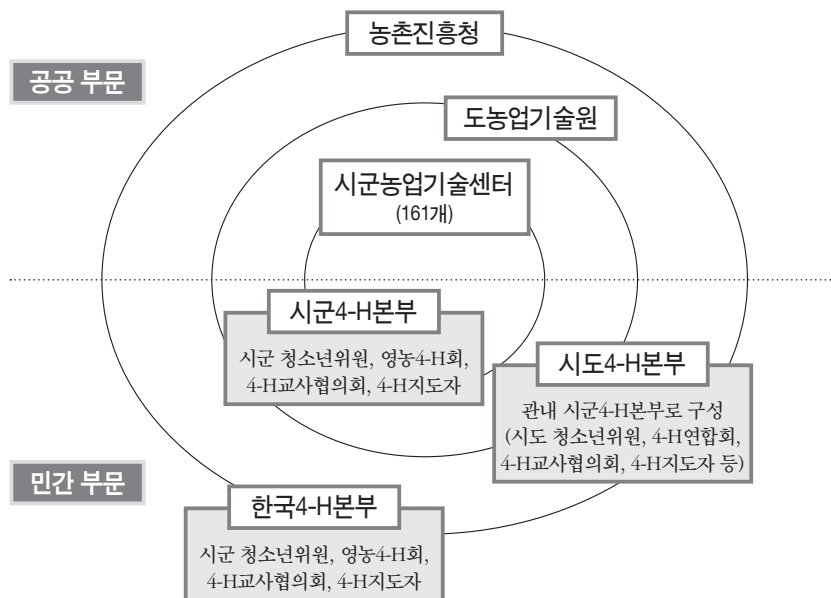 농촌진흥청
공공 부문
도농업기술원
시군농업기술센터
(161개)
시군4-H본부
시군 청소년위원, 영농4-H회,
4-H교사협의회, 4-H지도자
시도4-H본부
관내 시군4-H본부로 구성
(시도 청소년위원, 4-H연합회,
4-H교사협의회, 4-H지도자 등)
민간 부문
한국4-H본부
시군 청소년위원, 영농4-H회,
4-H교사협의회, 4-H지도자